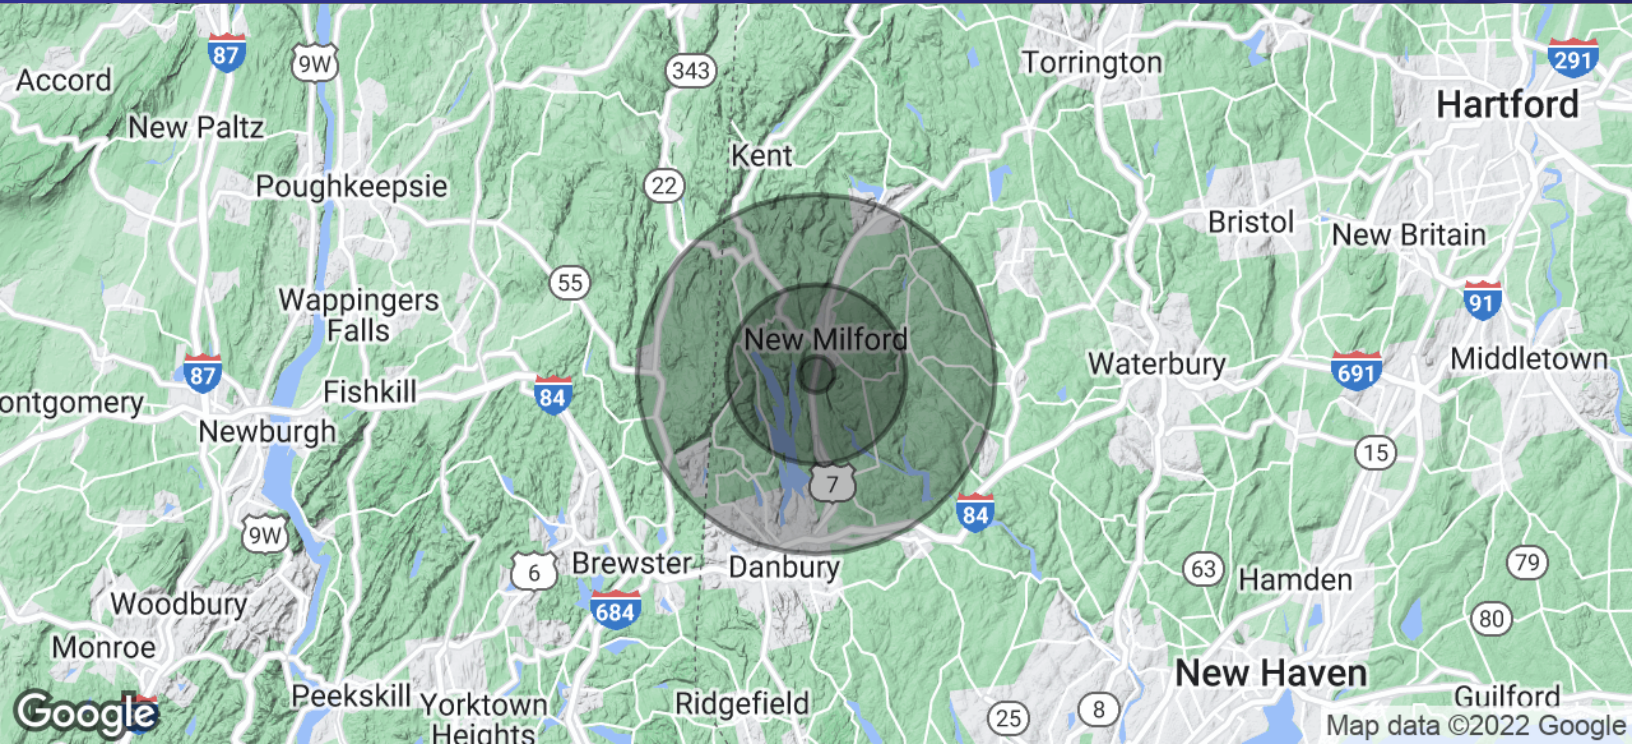 87
9W
343
Torrington
291
Accord
Hartford
New Paltz
Kent
Poughkeepsie
22
Bristol
New Britain
55
Wappingers
Falls
91
New Milford
Middletown
Waterbury
691
87
Fishkill
84
ontgomery
Newburgh
15
7
84
9W
6
Brewster
Danbury
63
Hamden
79
684
Woodbury
80
Monroe
New Haven
Peekskill
Yorktown
Heights
Ridgefield
Guilford
25
8
Google
Map data ©2022 Google